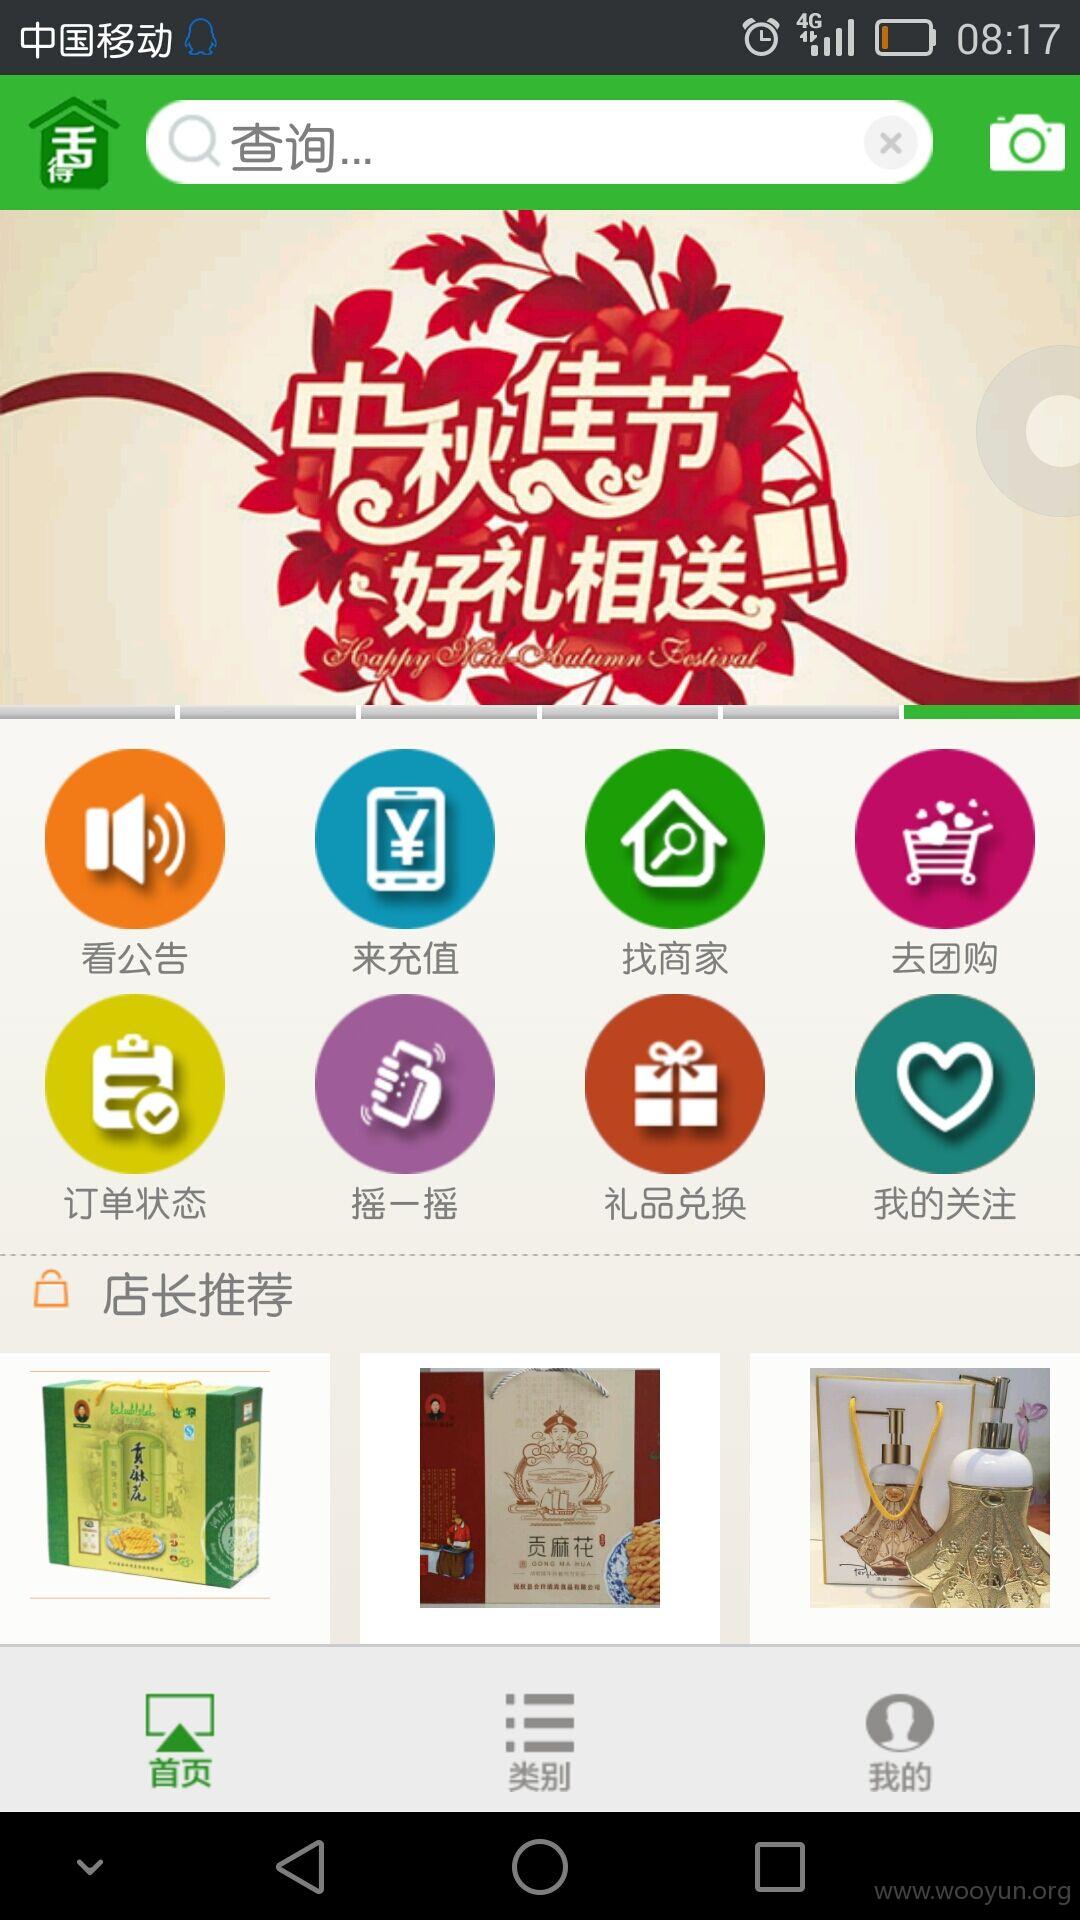 中国移动 4G 08:17
舌得 查询...
中秋佳节
好礼相送
Happy Mid-Autumn Festival
看公告 来充值 找商家 去团购
订单状态 摇一摇 礼品兑换 我的关注
店长推荐
贡麻花
贡麻花
GONG MA HUA
首页 类别 我的
www.wooyun.org